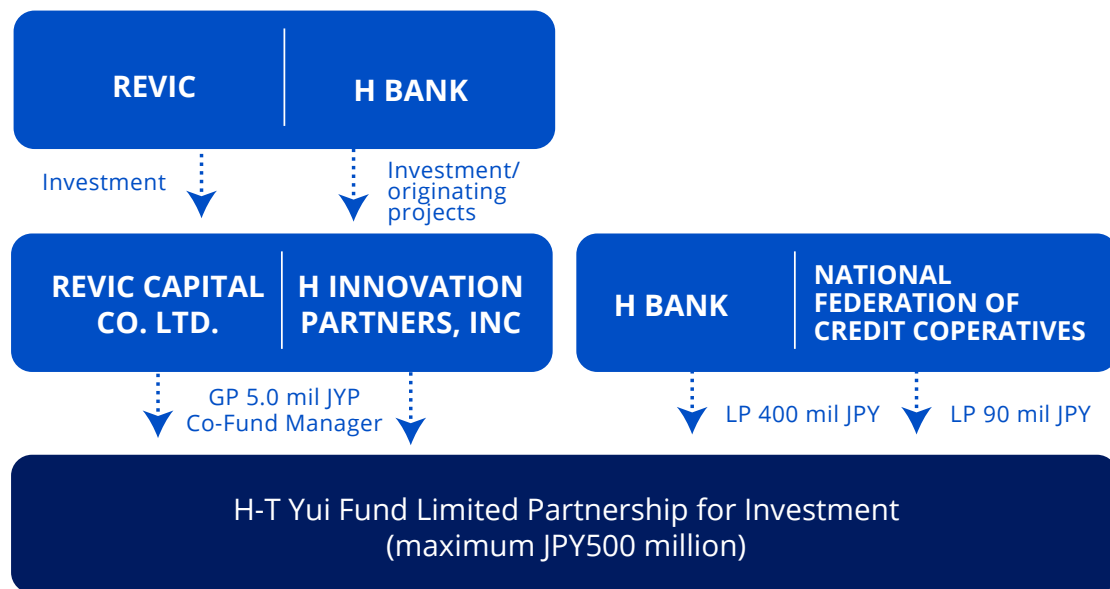 REVIC
H BANK
Investment
Investment/
originating
projects
REVIC CAPITAL
CO. LTD.
H INNOVATION
PARTNERS, INC
H BANK
NATIONAL
FEDERATION OF
CREDIT COPERATIVES
GP 5.0 mil JYP
Co-Fund Manager
LP 400 mil JPY
LP 90 mil JPY
H-T Yui Fund Limited Partnership for Investment
(maximum JPY500 million)